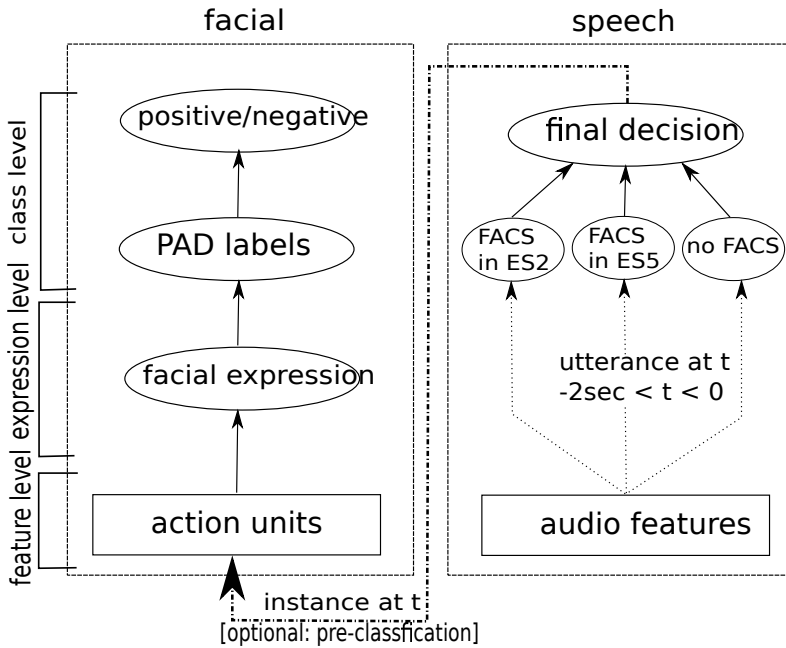 facial
speech
class level
expression level
feature level
positive/negative
PAD labels
facial expression
action units
final decision
FACS
in ES2
FACS
in ES5
no FACS
utterance at t
-2sec < t < 0
audio features
instance at t
[optional: pre-classfication]